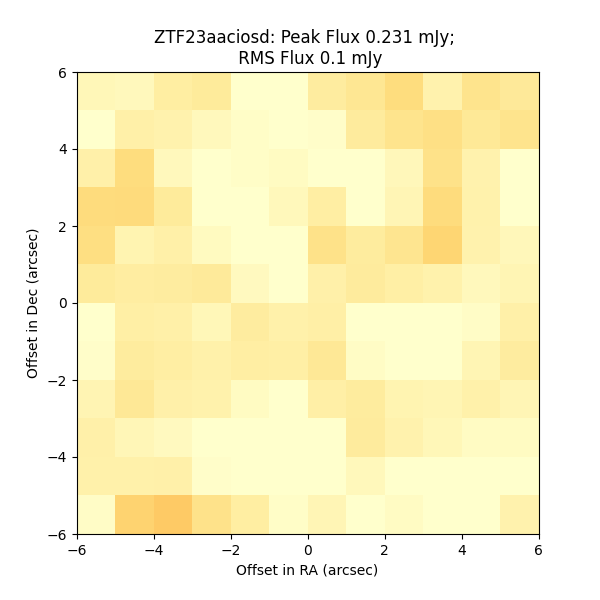 ZTF23aaciosd: Peak Flux 0.231 mJy;
RMS Flux 0.1 mJy
6
4
2
0
−2
−4
−6
Offset in Dec (arcsec)
−6 −4 −2 0 2 4 6
Offset in RA (arcsec)